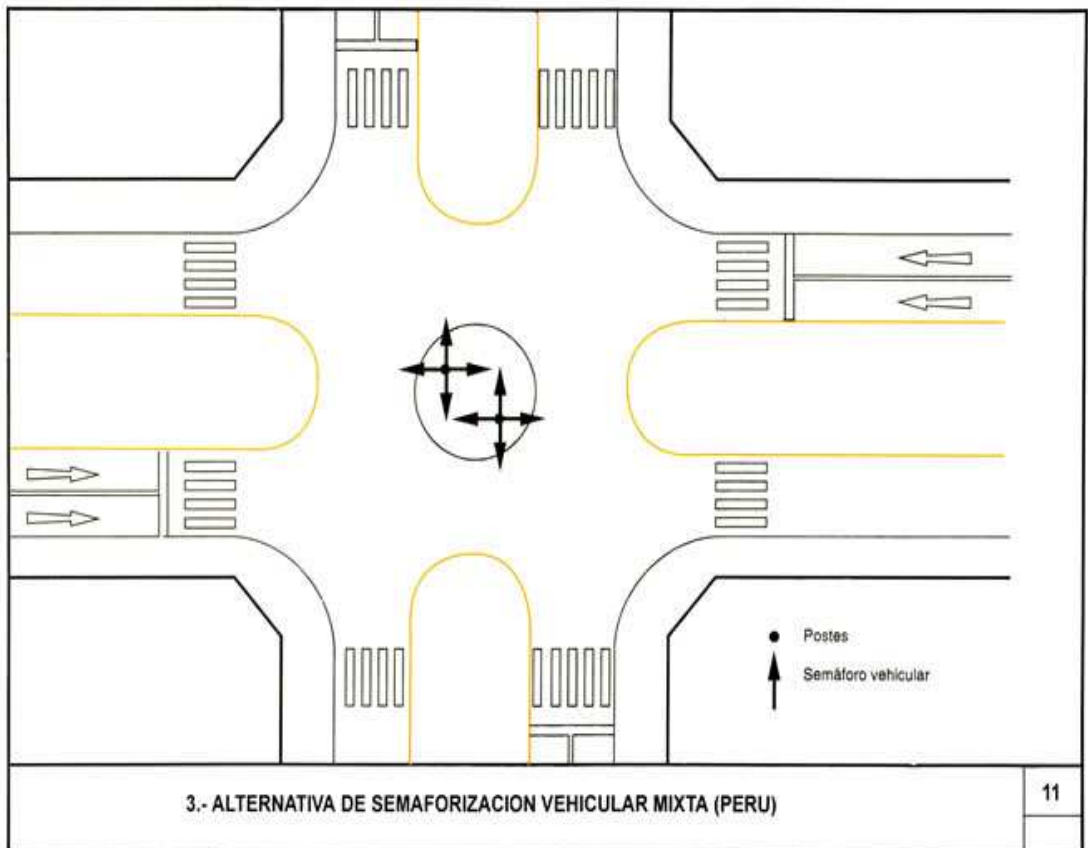 Postes
Semáforo vehicular
3.- ALTERNATIVA DE SEMAFORIZACION VEHICULAR MIXTA (PERU)
11